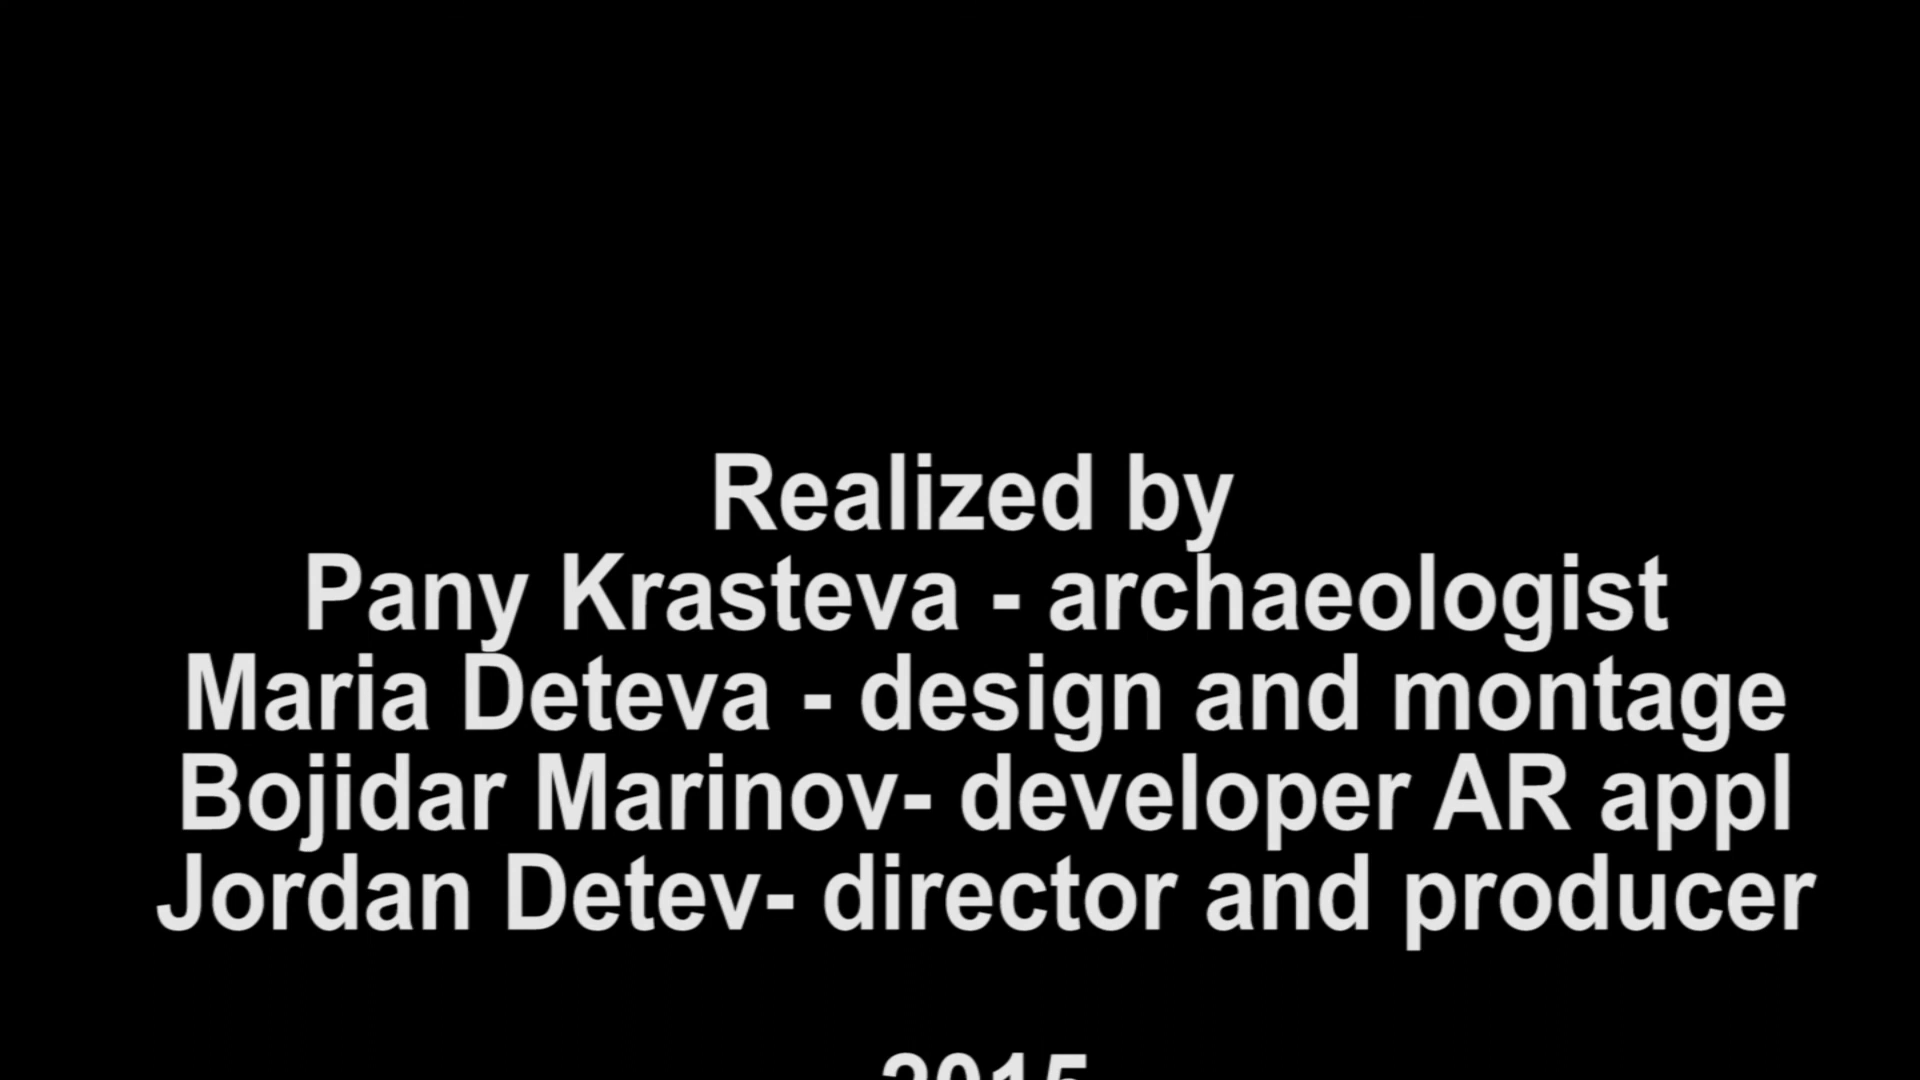 Realized by
Pany Krasteva - archaeologist
Maria Deteva - design and montage
Bojidar Marinov- developer AR appl
Jordan Detev- director and producer
2015